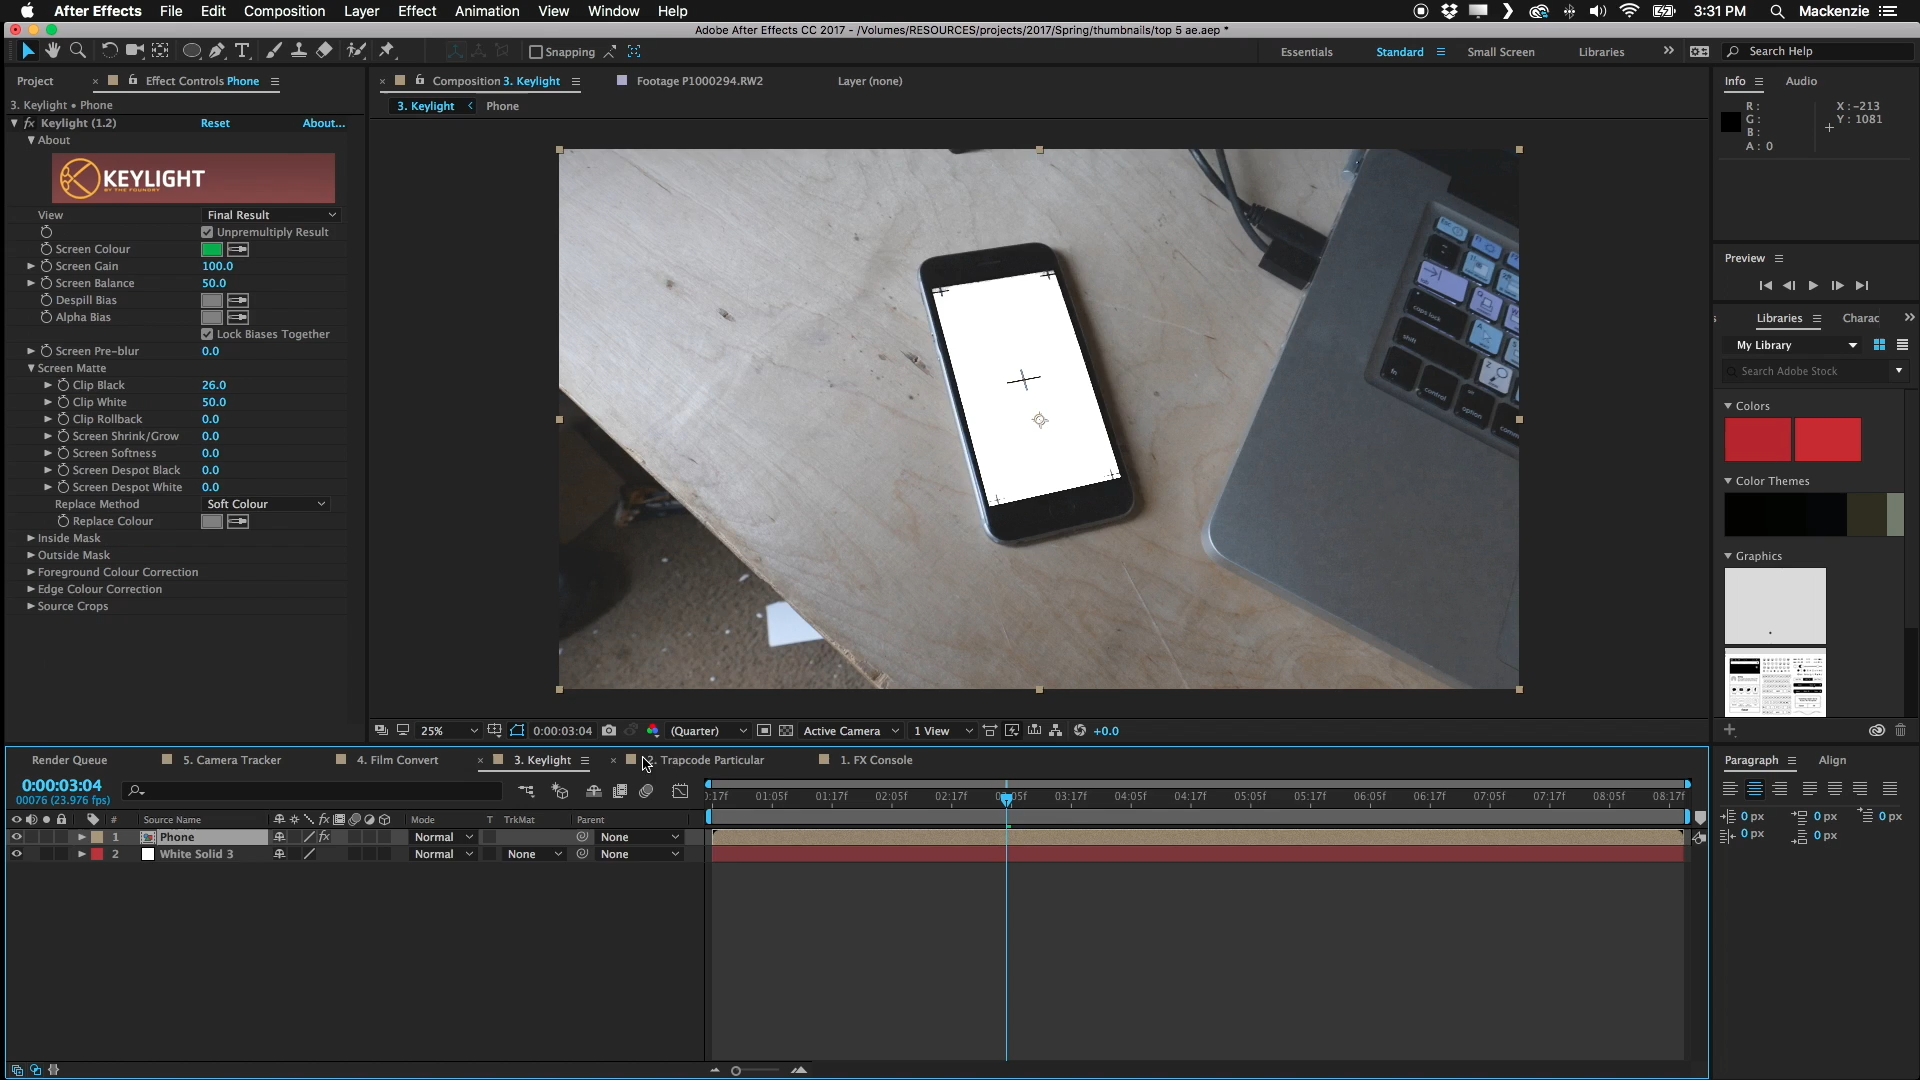 After Effects File Edit Composition Layer Effect Animation View Window Help 3:31 PM Mackenzie
Adobe After Effects CC 2017 - /Volumes/RESOURCES/projects/2017/Spring/thumbnails/top 5 ae.aep *
Snapping Essentials Standard Small Screen Libraries Search Help
Project Effect Controls Phone Composition 3. Keylight Footage P1000294.RW2 Layer (none) Info Audio
3. Keylight • Phone
3. Keylight Phone
Keylight (1.2) Reset About...
About
KEYLIGHT
BY THE FOUNDRY
View Final Result
Unpremultiply Result
Screen Colour
Screen Gain 100.0
Screen Balance 50.0
Despill Bias
Alpha Bias
Lock Biases Together
Screen Pre-blur 0.0
Screen Matte
Clip Black 26.0
Clip White 50.0
Clip Rollback 0.0
Screen Shrink/Grow 0.0
Screen Softness 0.0
Screen Despot Black 0.0
Screen Despot White 0.0
Replace Method Soft Colour
Replace Colour
Inside Mask
Outside Mask
Foreground Colour Correction
Edge Colour Correction
Source Crops
caps lock
shift
fn
control
option
R :
G :
B :
A : 0
X : -213
Y : 1081
Preview
Libraries Charac
My Library
Search Adobe Stock
Colors
Color Themes
Graphics
25% 0:00:03:04 (Quarter) Active Camera 1 View +0.0
Render Queue 5. Camera Tracker 4. Film Convert 3. Keylight 2. Trapcode Particular 1. FX Console
0:00:03:04
00076 (23.976 fps)
:17f 01:05f 01:17f 02:05f 02:17f 03:17f 04:05f 04:17f 05:05f 05:17f 06:05f 06:17f 07:05f 07:17f 08:05f 08:17f
# Source Name Mode T TrkMat Parent
1 Phone Normal None
2 White Solid 3 Normal None None
Paragraph Align
0 px 0 px 0 px
0 px 0 px